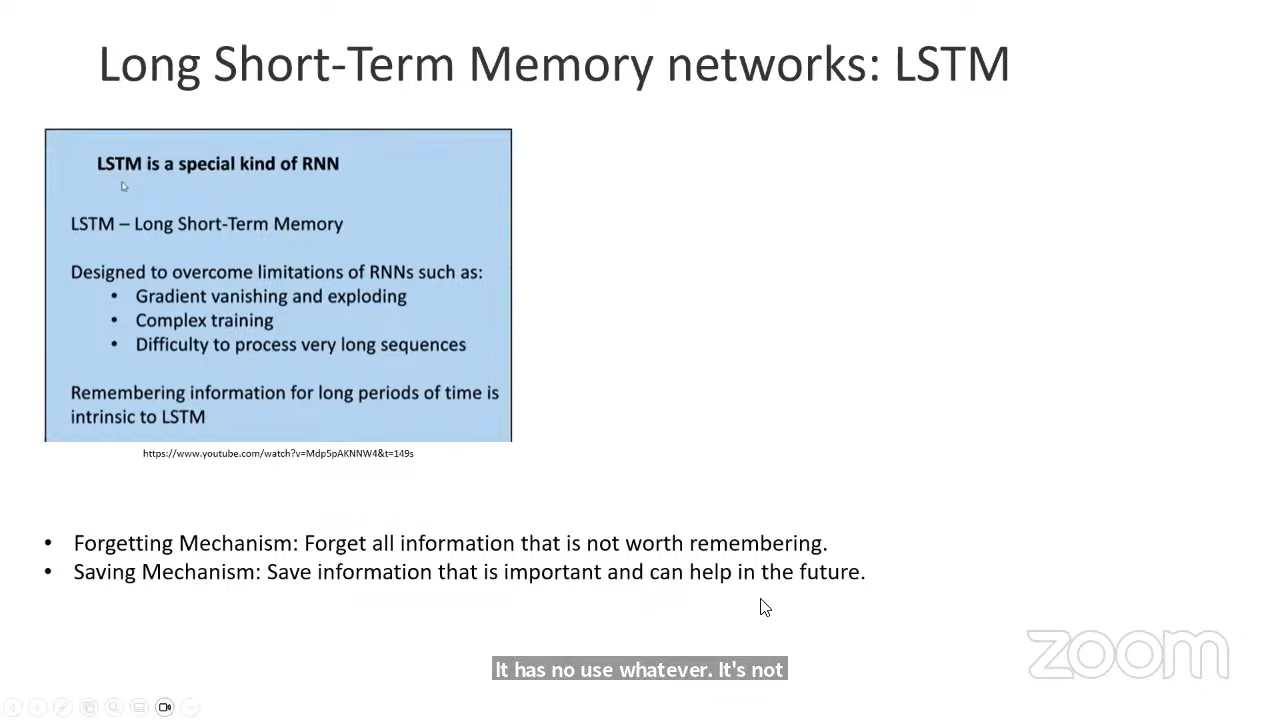 Long Short-Term Memory networks: LSTM
LSTM is a special kind of RNN
LSTM – Long Short-Term Memory
Designed to overcome limitations of RNNs such as:
• Gradient vanishing and exploding
• Complex training
• Difficulty to process very long sequences
Remembering information for long periods of time is
intrinsic to LSTM
https://www.youtube.com/watch?v=Mdp5pAKNNW4&t=149s
• Forgetting Mechanism: Forget all information that is not worth remembering.
• Saving Mechanism: Save information that is important and can help in the future.
zoom
It has no use whatever. It's not